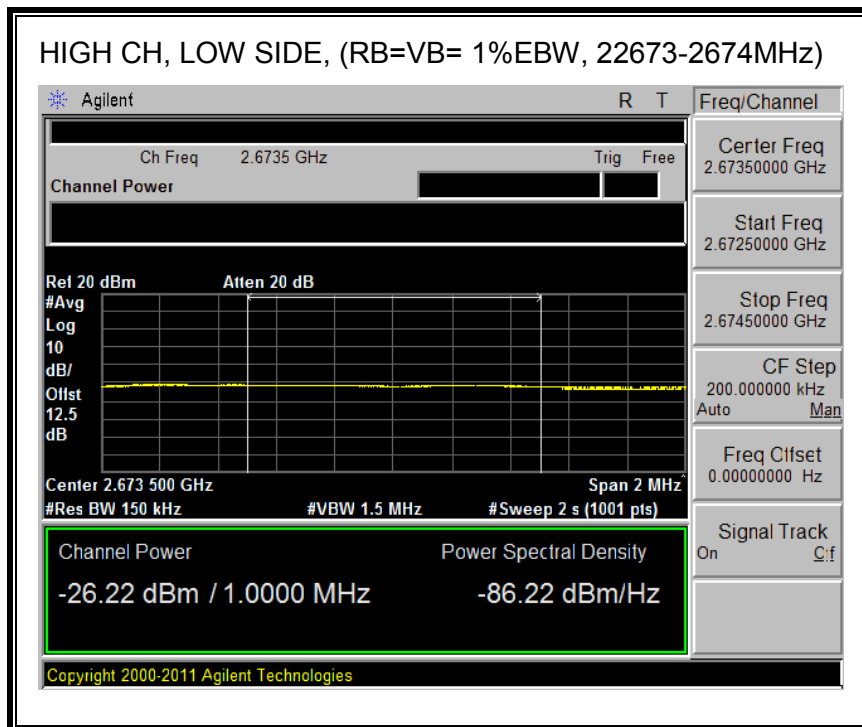 HIGH CH, LOW SIDE, (RB=VB= 1%EBW, 22673-2674MHz)
Agilent R T
Freq/Channel
Ch Freq 2.6735 GHz Trig Free
Channel Power
Ref 20 dBm Atten 20 dB
#Avg
Log
10
dB/
Offst
12.5
dB
Center 2.673 500 GHz Span 2 MHz^
#Res BW 150 kHz #VBW 1.5 MHz #Sweep 2 s (1001 pts)
Channel Power Power Spectral Density
-26.22 dBm / 1.0000 MHz -86.22 dBm/Hz
Copyright 2000-2011 Agilent Technologies
Center Freq
2.67350000 GHz
Start Freq
2.67250000 GHz
Stop Freq
2.67450000 GHz
CF Step
200.000000 kHz
Auto Man
Freq Offset
0.00000000 Hz
Signal Track
On Off